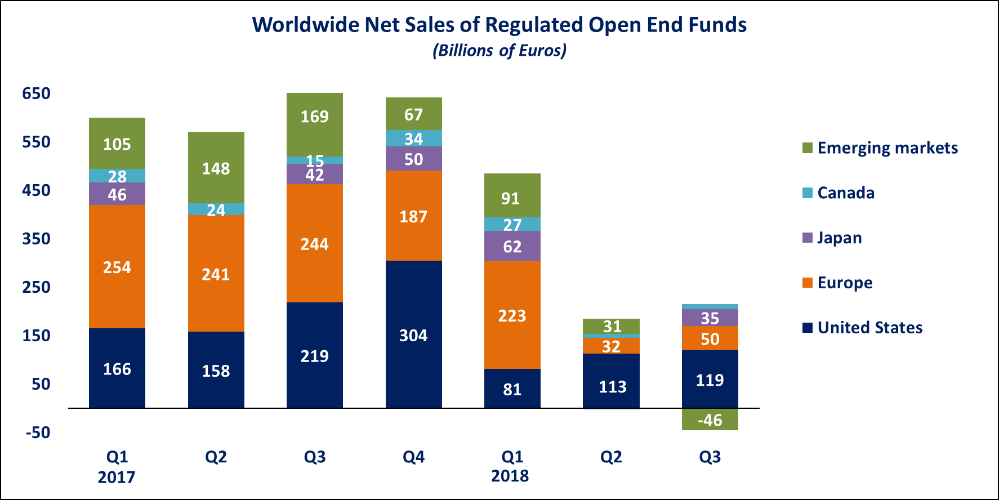 Worldwide Net Sales of Regulated Open End Funds
(Billions of Euros)
650
550
450
350
250
150
50
-50
105
28
46
254
166
148
24
241
158
169
15
42
244
219
67
34
50
187
304
91
27
62
223
81
31
32
113
35
50
119
-46
Q1
2017
Q2
Q3
Q4
Q1
2018
Q2
Q3
Emerging markets
Canada
Japan
Europe
United States